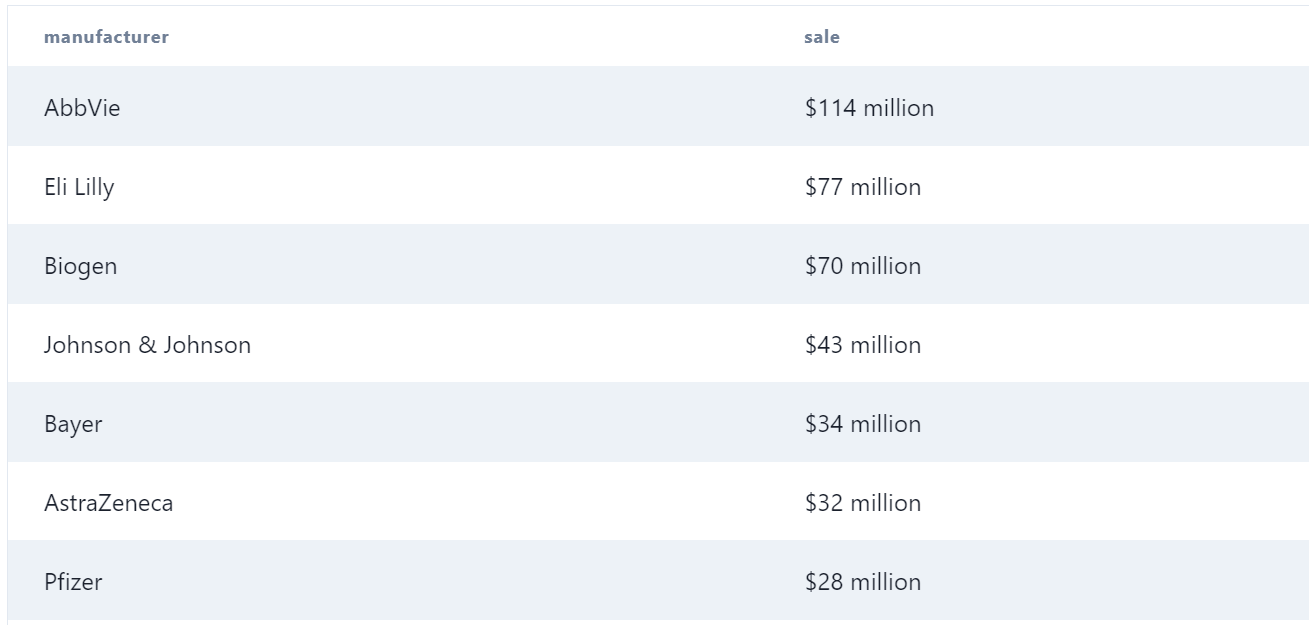 manufacturer sale
AbbVie $114 million
Eli Lilly $77 million
Biogen $70 million
Johnson & Johnson $43 million
Bayer $34 million
AstraZeneca $32 million
Pfizer $28 million